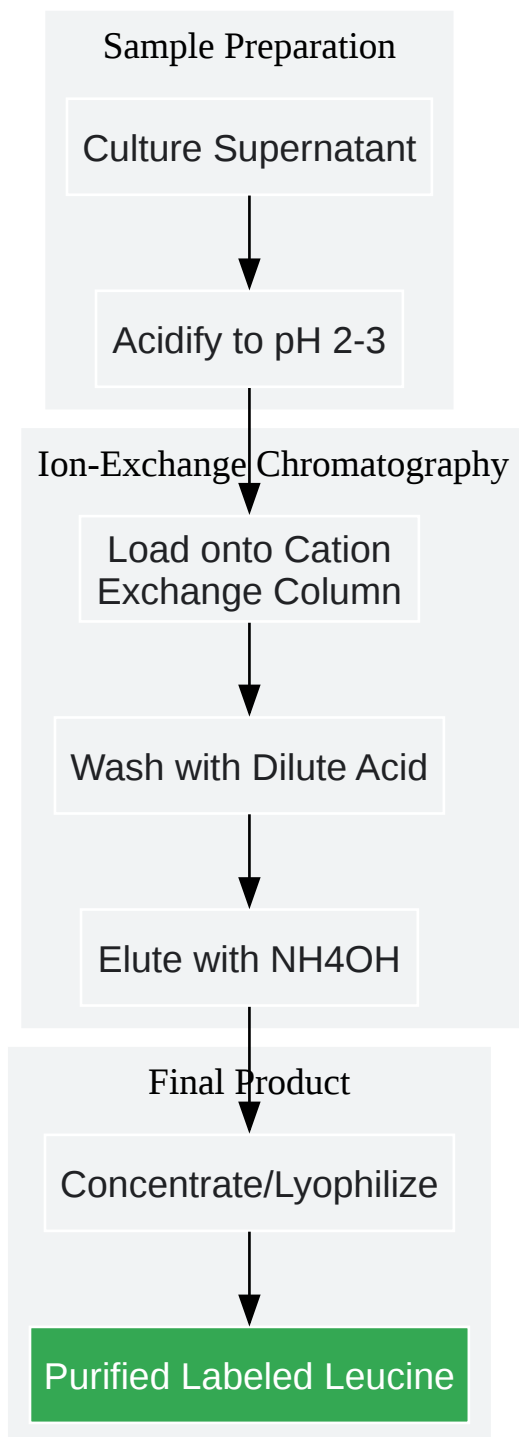 Sample Preparation
Culture Supernatant
Acidify to pH 2-3
Ion-Exchange Chromatography
Load onto Cation
Exchange Column
Wash with Dilute Acid
Elute with NH4OH
Final Product
Concentrate/Lyophilize
Purified Labeled Leucine